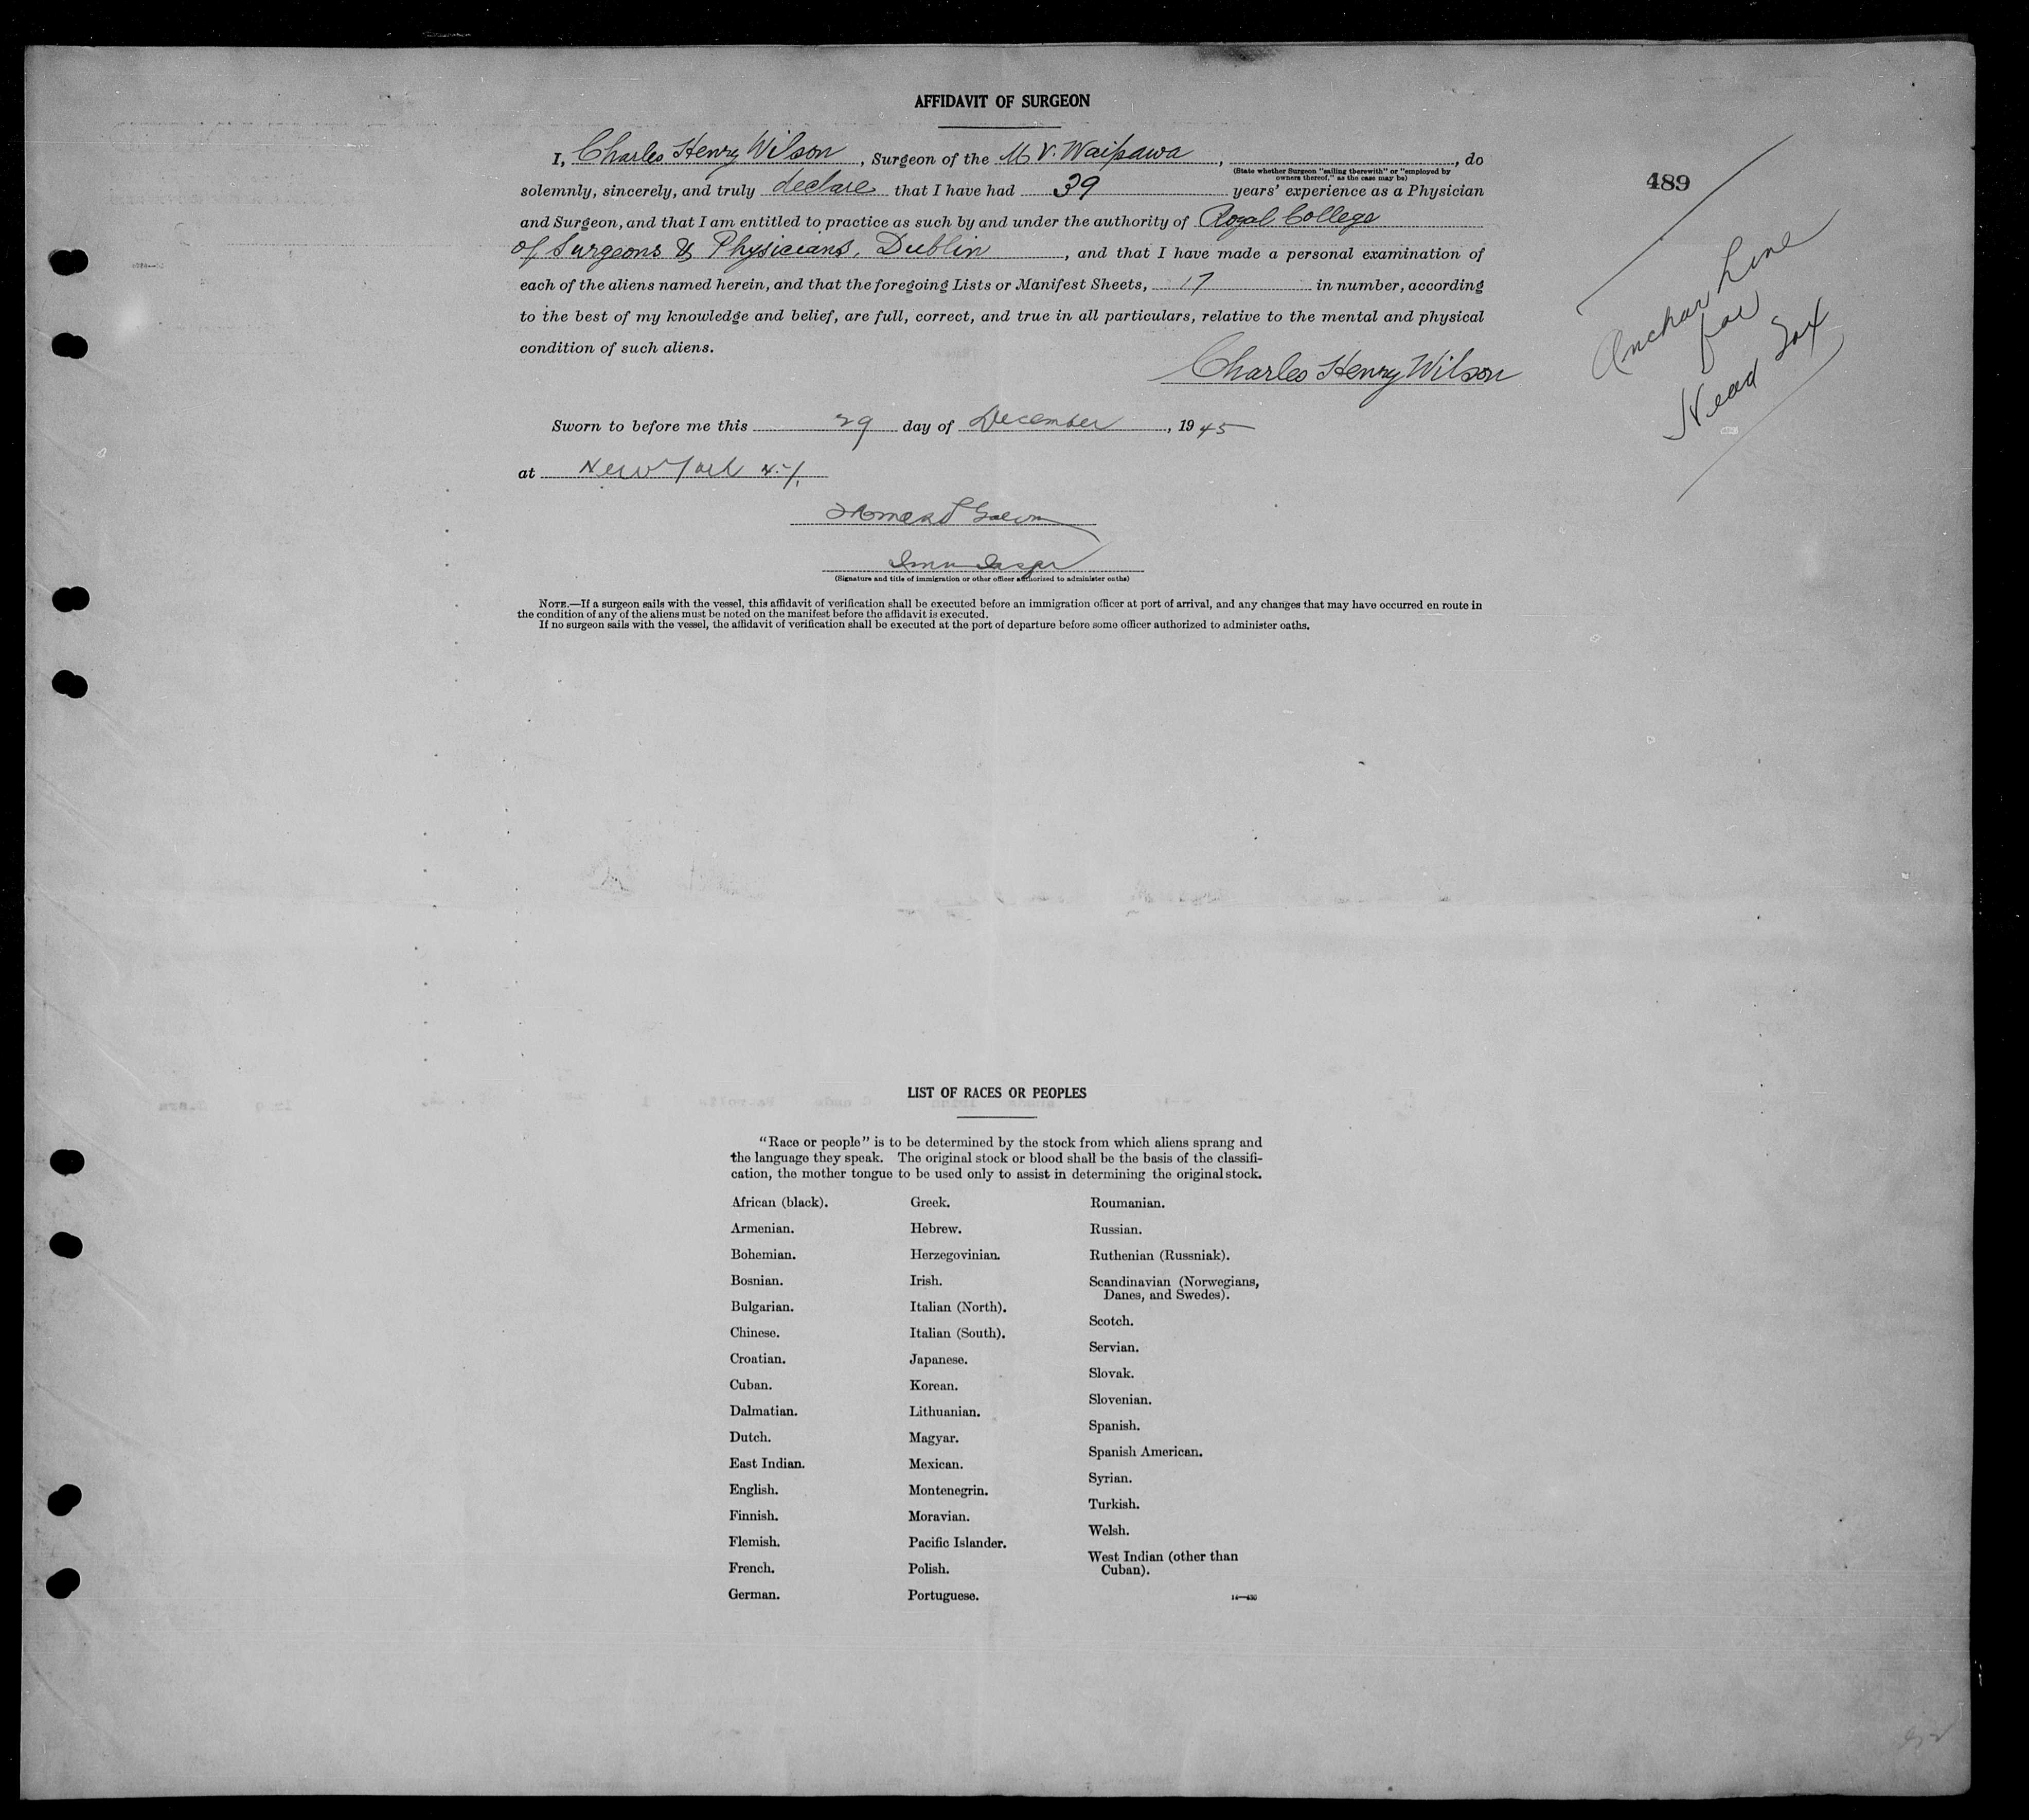 AFFIDAVIT OF SURGEON
I, Charles Henry Wilson, Surgeon of the M V. Waipawa, , do
(State whether Surgeon "sailing therewith" or "employed by
owners thereof," as the case may be)
solemnly, sincerely, and truly declare that I have had 39 years' experience as a Physician
and Surgeon, and that I am entitled to practice as such by and under the authority of Royal College
of Surgeons & Physicians, Dublin, and that I have made a personal examination of
each of the aliens named herein, and that the foregoing Lists or Manifest Sheets, 17 in number, according
to the best of my knowledge and belief, are full, correct, and true in all particulars, relative to the mental and physical
condition of such aliens.
Charles Henry Wilson
Sworn to before me this 29 day of December, 1945
at New York N.Y.
(Signature and title of immigration or other officer authorized to administer oaths)
NOTE.—If a surgeon sails with the vessel, this affidavit of verification shall be executed before an immigration officer at port of arrival, and any changes that may have occurred en route in
the condition of any of the aliens must be noted on the manifest before the affidavit is executed.
If no surgeon sails with the vessel, the affidavit of verification shall be executed at the port of departure before some officer authorized to administer oaths.
489
Anchor Line
for
Head Tax
LIST OF RACES OR PEOPLES
"Race or people" is to be determined by the stock from which aliens sprang and
the language they speak. The original stock or blood shall be the basis of the classifi-
cation, the mother tongue to be used only to assist in determining the original stock.
African (black).
Armenian.
Bohemian.
Bosnian.
Bulgarian.
Chinese.
Croatian.
Cuban.
Dalmatian.
Dutch.
East Indian.
English.
Finnish.
Flemish.
French.
German.
Greek.
Hebrew.
Herzegovinian.
Irish.
Italian (North).
Italian (South).
Japanese.
Korean.
Lithuanian.
Magyar.
Mexican.
Montenegrin.
Moravian.
Pacific Islander.
Polish.
Portuguese.
Roumanian.
Russian.
Ruthenian (Russniak).
Scandinavian (Norwegians,
Danes, and Swedes).
Scotch.
Servian.
Slovak.
Slovenian.
Spanish.
Spanish American.
Syrian.
Turkish.
Welsh.
West Indian (other than
Cuban).